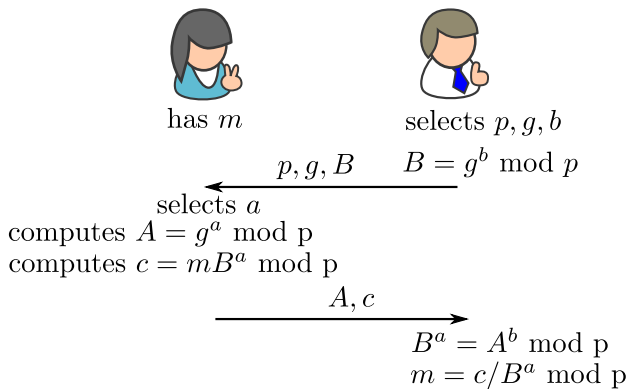 has m
selects p, g, b
B = g^b mod p
p, g, B
selects a
computes A = g^a mod p
computes c = mB^a mod p
A, c
B^a = A^b mod p
m = c/B^a mod p